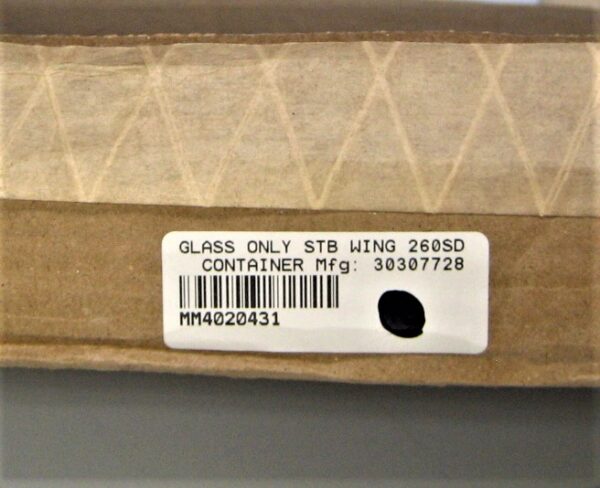 GLASS ONLY STB WING 260SD
CONTAINER Mfg: 30307728
MM4020431